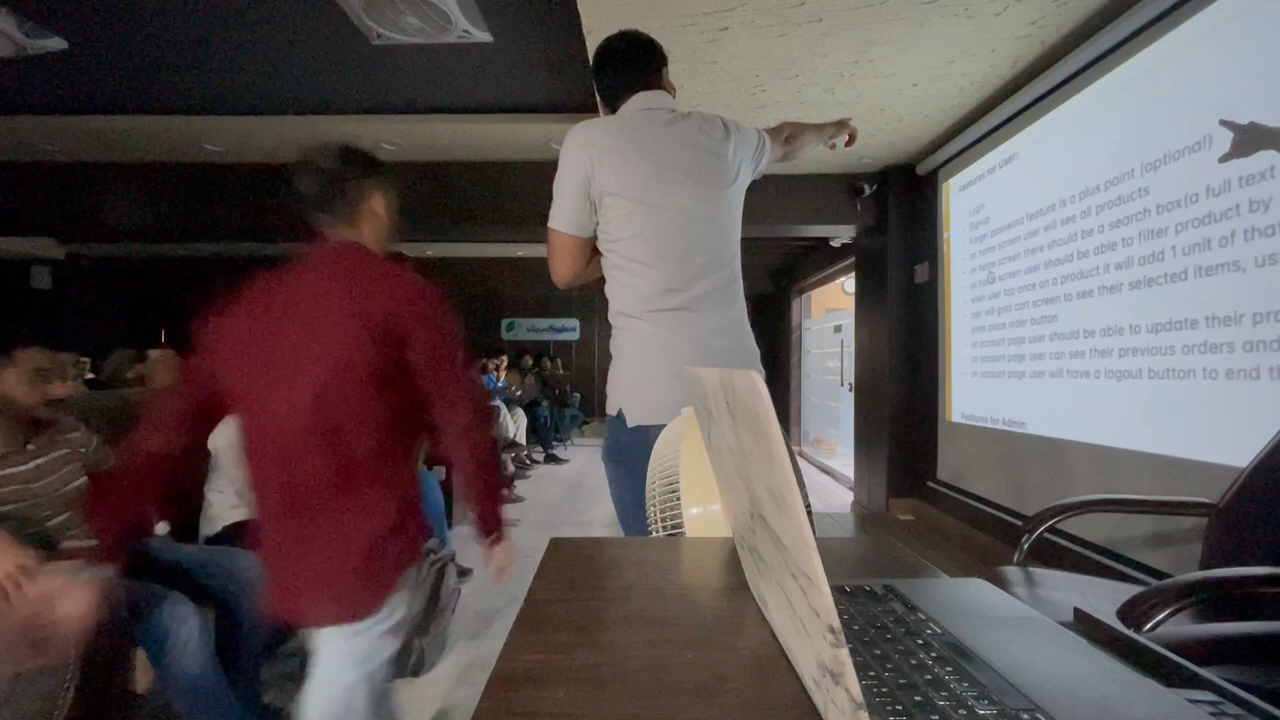 Features for User:
- Login
- Signup
- Forget password feature is a plus point (optional)
- on home screen user will see all products
- on home screen there should be a search box(a full text
- on home screen user should be able to filter product by
- when user tap once on a product it will add 1 unit of that
- user will goto cart screen to see their selected items, us
press place order button
- on account page user should be able to update their pro
- on account page user can see their previous orders and
- on account page user will have a logout button to end th
Features for Admin: